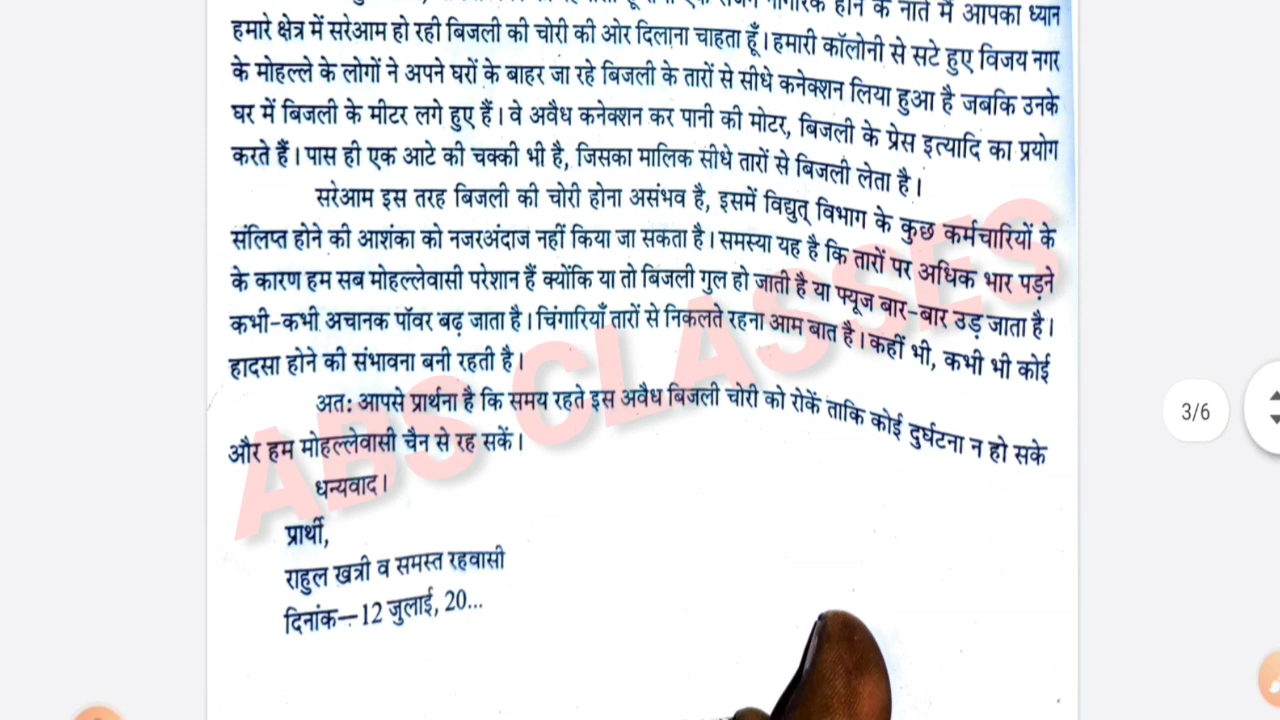 के नाते मैं आपका ध्यान
हमारे क्षेत्र में सरेआम हो रही बिजली की चोरी की ओर दिलाना चाहता हूँ। हमारी कॉलोनी से सटे हुए विजय नगर
के मोहल्ले के लोगों ने अपने घरों के बाहर जा रहे बिजली के तारों से सीधे कनेक्शन लिया हुआ है जबकि उनके
घर में बिजली के मीटर लगे हुए हैं। वे अवैध कनेक्शन कर पानी की मोटर, बिजली के प्रेस इत्यादि का प्रयोग
करते हैं। पास ही एक आटे की चक्की भी है, जिसका मालिक सीधे तारों से बिजली लेता है।
सरेआम इस तरह बिजली की चोरी होना असंभव है, इसमें विद्युत् विभाग के कुछ कर्मचारियों के
संलिप्त होने की आशंका को नजरअंदाज नहीं किया जा सकता है। समस्या यह है कि तारों पर अधिक भार पड़ने
के कारण हम सब मोहल्लेवासी परेशान हैं क्योंकि या तो बिजली गुल हो जाती है या फ्यूज बार-बार उड़ जाता है।
कभी-कभी अचानक पॉवर बढ़ जाता है। चिंगारियाँ तारों से निकलते रहना आम बात है। कहीं भी, कभी भी कोई
हादसा होने की संभावना बनी रहती है।
अतः आपसे प्रार्थना है कि समय रहते इस अवैध बिजली चोरी को रोकें ताकि कोई दुर्घटना न हो सके
और हम मोहल्लेवासी चैन से रह सकें।
धन्यवाद।
प्रार्थी,
राहुल खत्री व समस्त रहवासी
दिनांक—12 जुलाई, 20...
ABS CLASSES
3/6